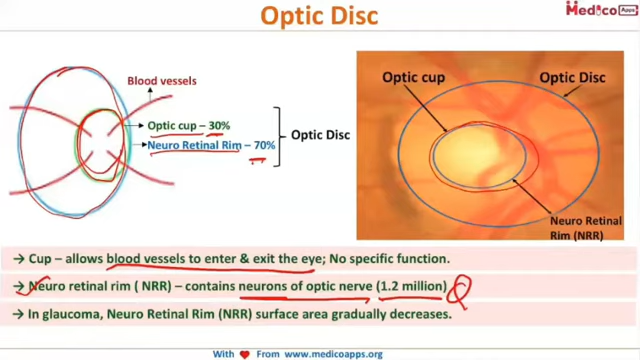 Optic Disc
Medico Apps
Blood vessels
Optic cup – 30%
Neuro Retinal Rim – 70%
Optic Disc
Optic cup
Optic Disc
Neuro Retinal
Rim (NRR)
→ Cup – allows blood vessels to enter & exit the eye; No specific function.
→ Neuro retinal rim ( NRR) – contains neurons of optic nerve (1.2 million)
→ In glaucoma, Neuro Retinal Rim (NRR) surface area gradually decreases.
With ♥ From www.medicoapps.org